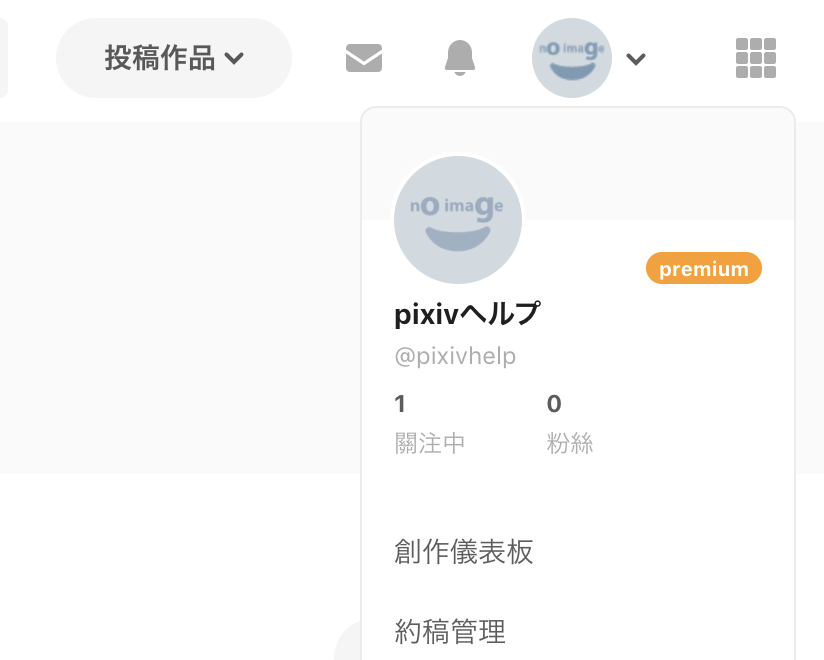 投稿作品
no image
no image
premium
pixivヘルプ
@pixivhelp
1 0
關注中 粉絲
創作儀表板
約稿管理